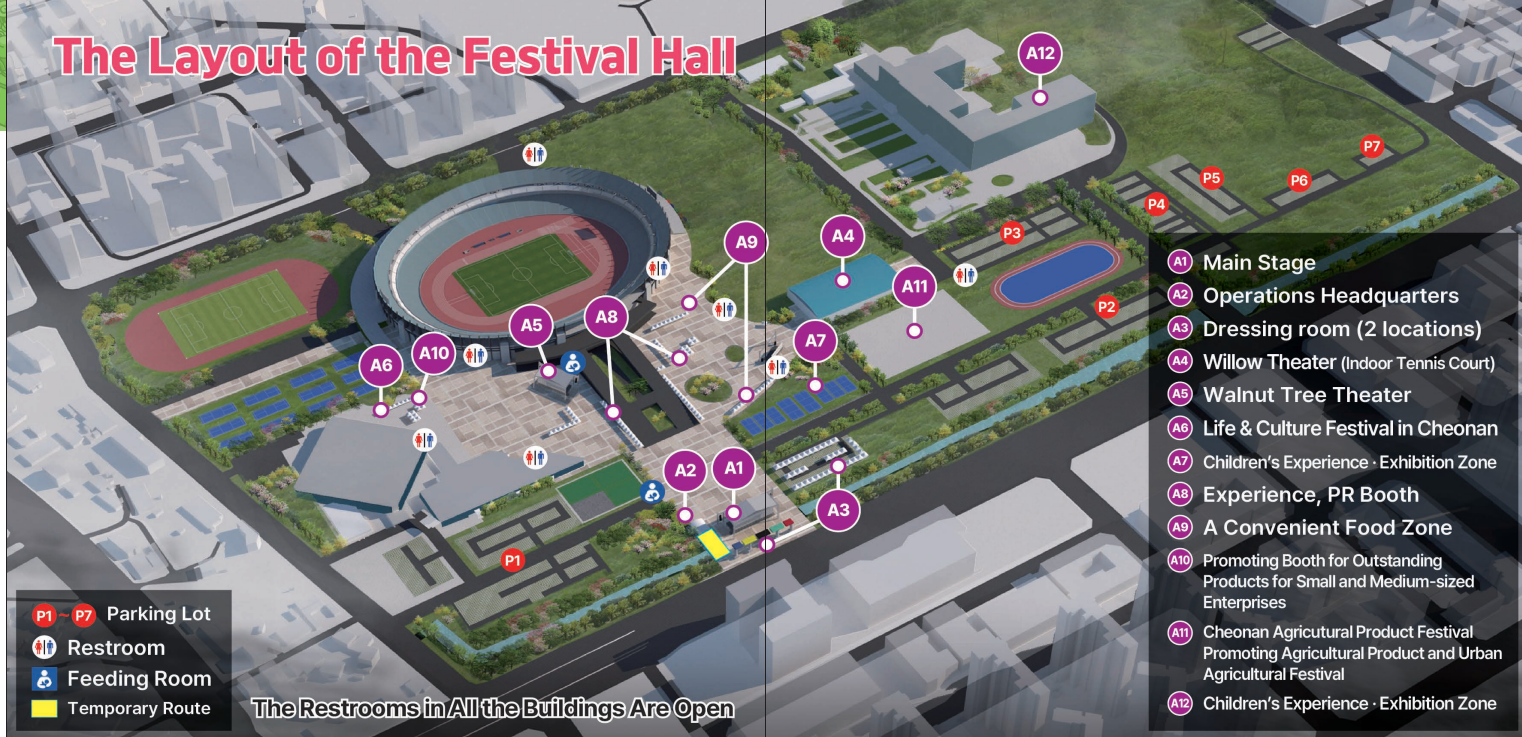 The Layout of the Festival Hall
A12
P7
P5
P6
P4
P3
A9
A4
A11
P2
A5
A8
A7
A6
A10
A2
A1
A3
P1
A1 Main Stage
A2 Operations Headquarters
A3 Dressing room (2 locations)
A4 Willow Theater (Indoor Tennis Court)
A5 Walnut Tree Theater
A6 Life & Culture Festival in Cheonan
A7 Children's Experience · Exhibition Zone
A8 Experience, PR Booth
A9 A Convenient Food Zone
A10 Promoting Booth for Outstanding
Products for Small and Medium-sized
Enterprises
A11 Cheonan Agricutural Product Festival
Promoting Agricultural Product and Urban
Agricultural Festival
A12 Children's Experience · Exhibition Zone
P1 ~ P7 Parking Lot
Restroom
Feeding Room
Temporary Route
The Restrooms in All the Buildings Are Open